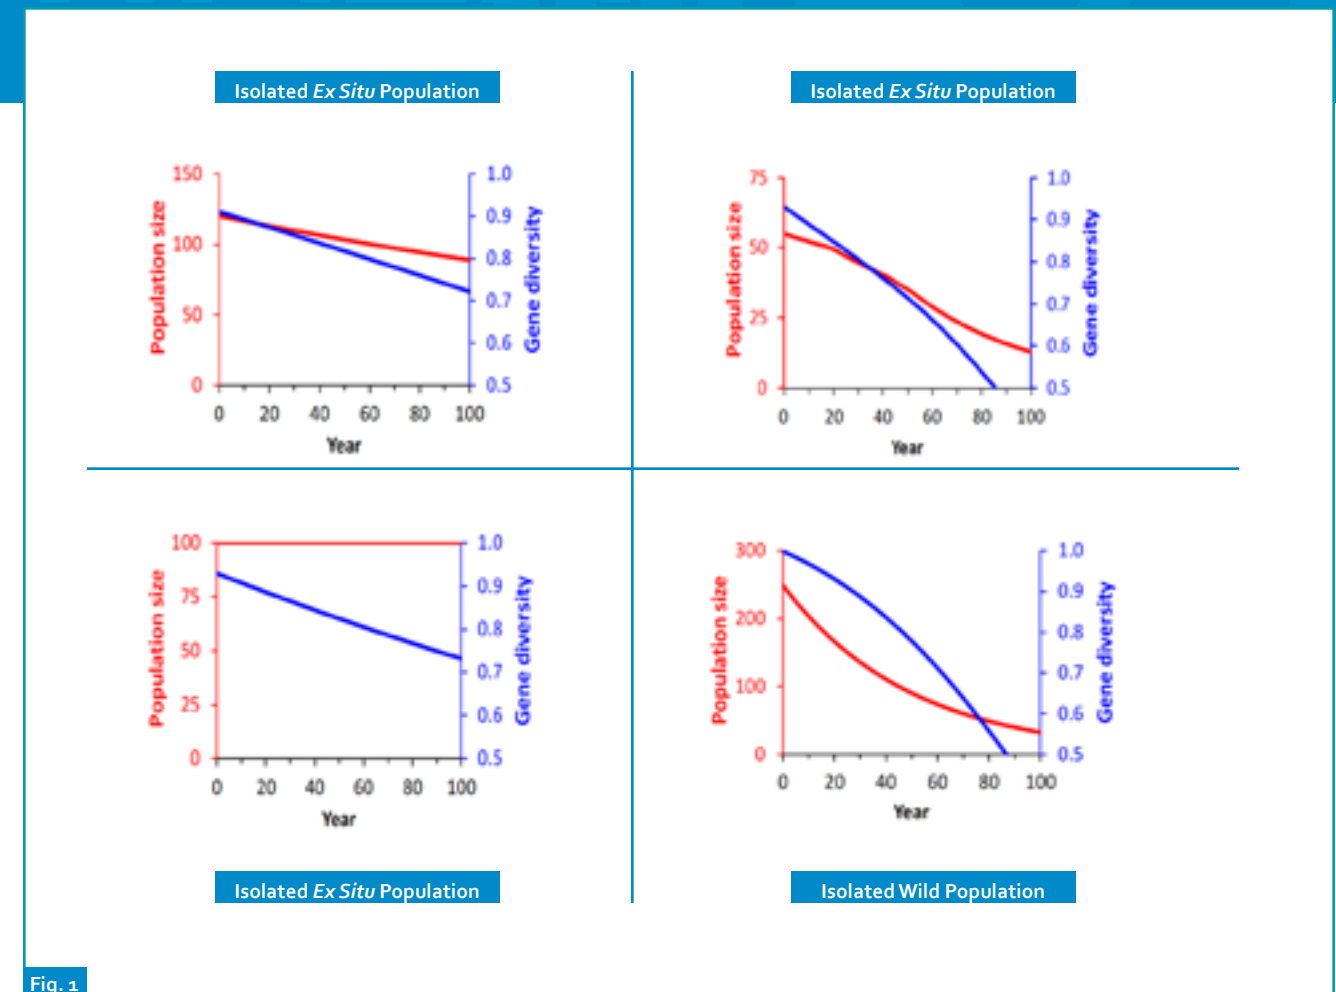 Isolated Ex Situ Population
Isolated Ex Situ Population
150
100
50
0
Population size
1.0
0.9
0.8
0.7
0.6
0.5
Gene diversity
0 20 40 60 80 100
Year
75
50
25
0
Population size
1.0
0.9
0.8
0.7
0.6
0.5
Gene diversity
0 20 40 60 80 100
Year
100
75
50
25
0
Population size
1.0
0.9
0.8
0.7
0.6
0.5
Gene diversity
0 20 40 60 80 100
Year
300
200
100
0
Population size
1.0
0.9
0.8
0.7
0.6
0.5
Gene diversity
0 20 40 60 80 100
Year
Isolated Ex Situ Population
Isolated Wild Population
Fig. 1